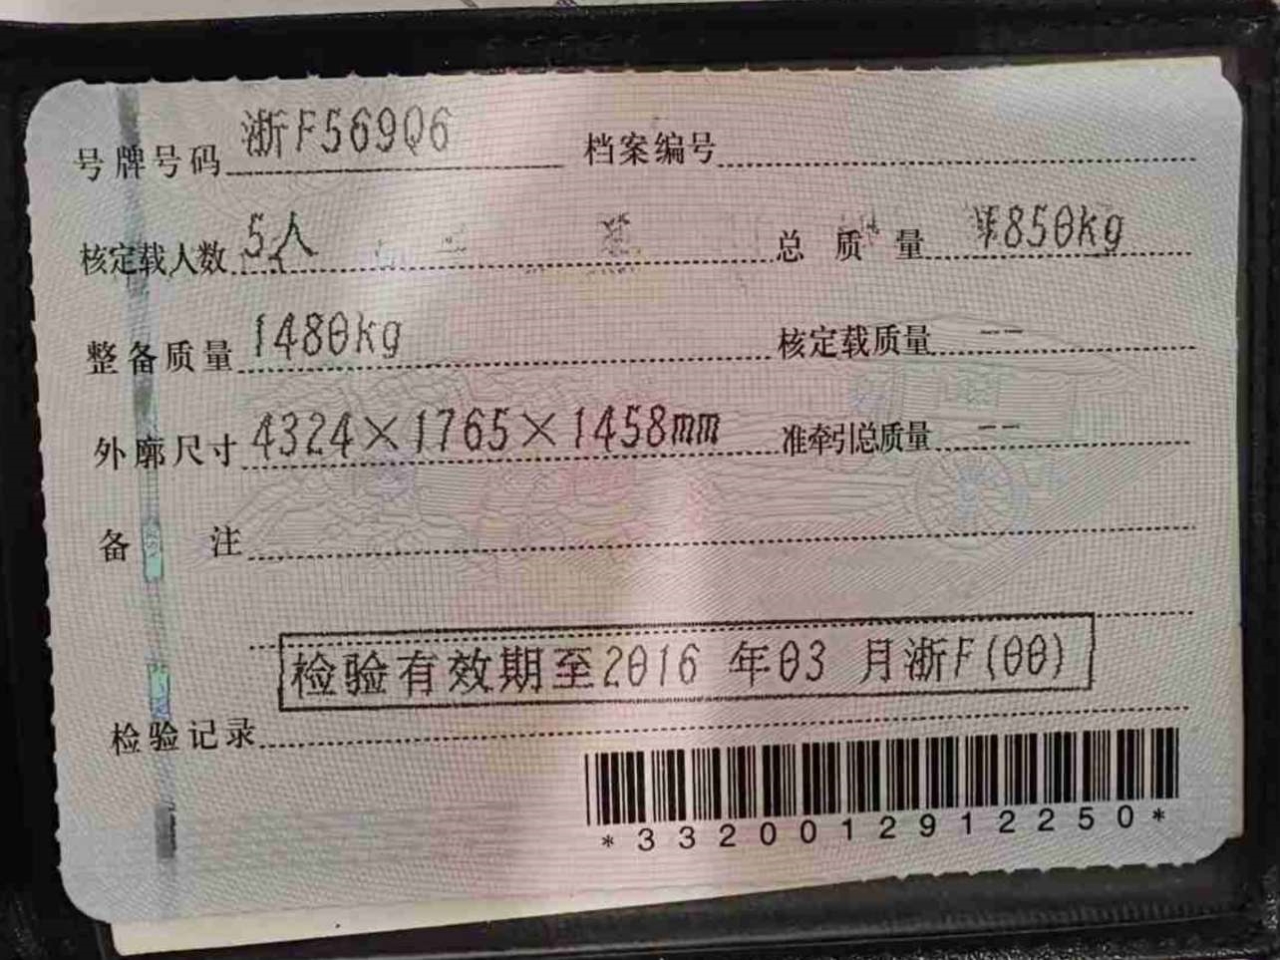 号牌号码 浙F569Q6 档案编号
核定载人数 5人 总质量 1850kg
整备质量 1480kg 核定载质量 --
外廓尺寸 4324×1765×1458mm 准牵引总质量 --
备注
检验有效期至2016 年03 月浙F(00)
检验记录
*3320012912250*